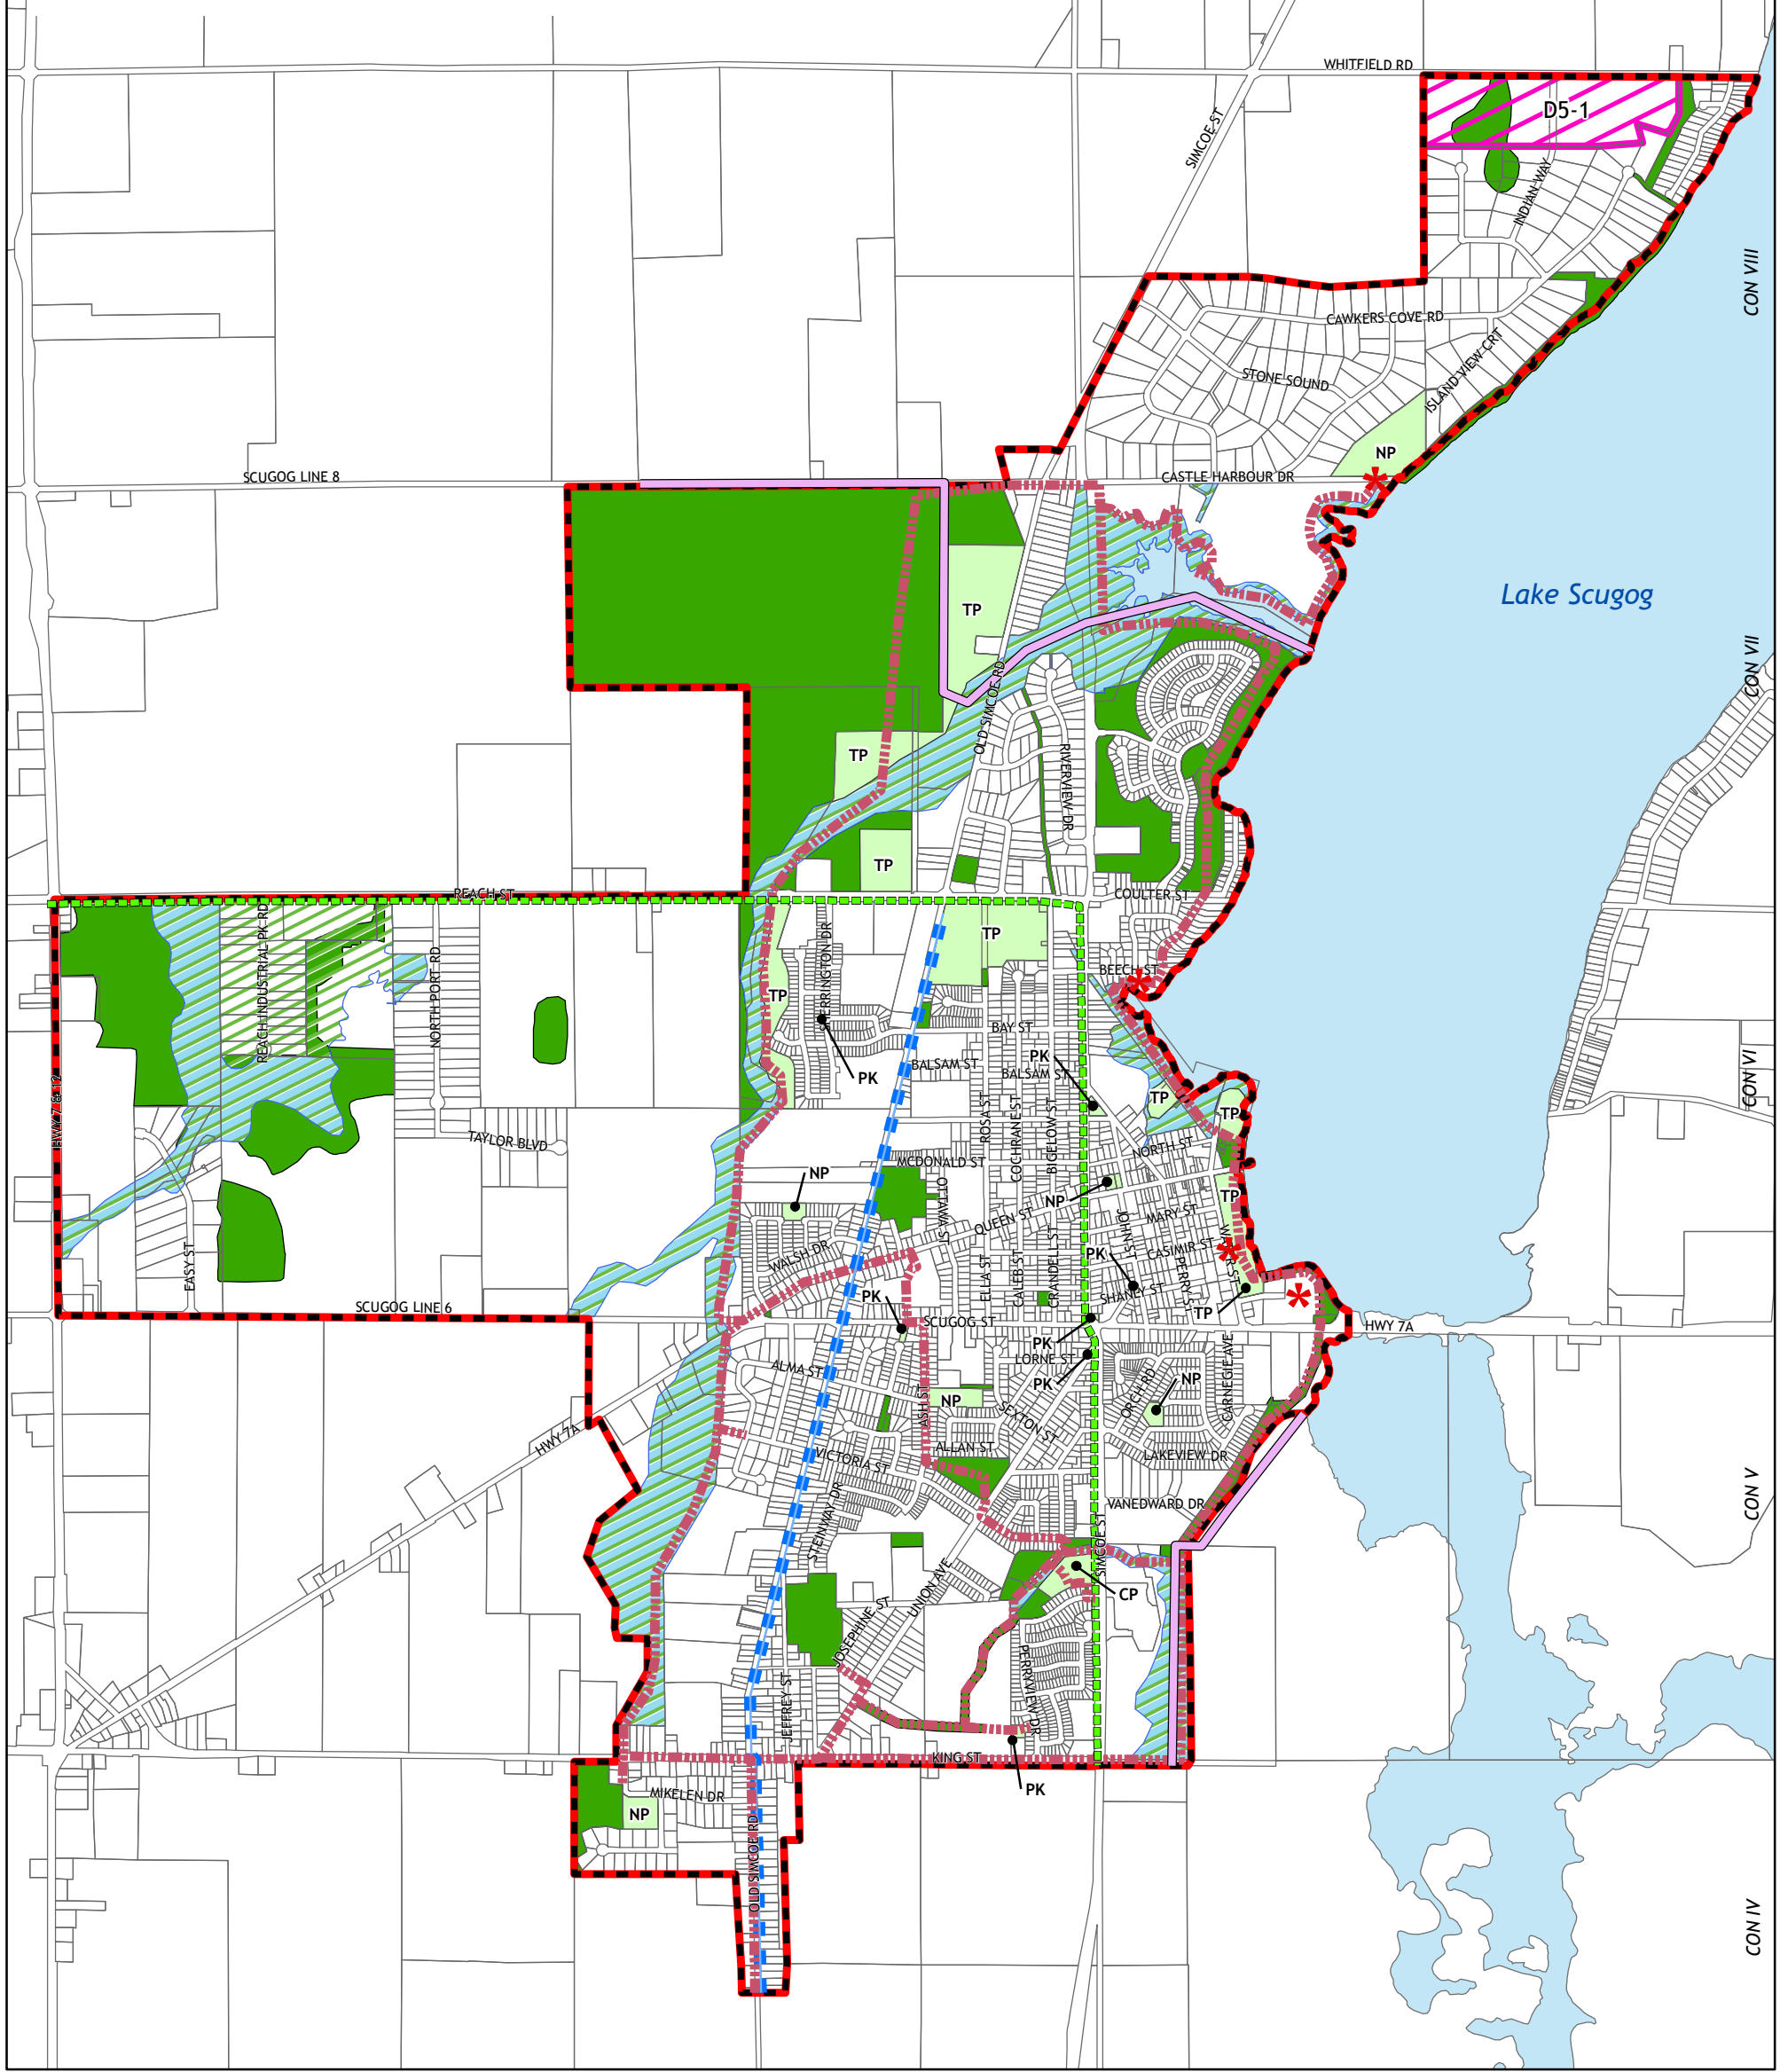 WHITFIELD RD
D5-1
SIMCOE ST
INDIAN WAY
CON VIII
CAWKERS COVE RD
ISLAND VIEW CRT
STONE SOUND
NP
SCUGOG LINE 8
CASTLE HARBOUR DR
Lake Scugog
TP
CON VII
OLD SIMCOE RD
TP
RIVERVIEW DR
TP
REACH ST
COULTER ST
TP
REACH INDUSTRIAL PK RD
NORTHPORT RD
SHERRINGTON DR
BEECH ST
TP
BAY ST
PK
BALSAM ST
BALSAM ST
PK
CON VI
HWY 7 & 12
TP
TP
ROSA ST
COCHRANE ST
BIGELOW ST
TAYLOR BLVD
NORTH ST
MCDONALD ST
NP
OTTAWA ST
NP
TP
QUEEN ST
JOHN ST
MARY ST
WATER ST
EASY ST
WALSH DR
PK
CASIMIR ST
ELLA ST
CALEB ST
CRANDELL ST
PERRY ST
SHANLY ST
PK
TP
SCUGOG LINE 6
SCUGOG ST
HWY 7A
PK
LORNE ST
ALMA ST
PK
ORCH RD
CARNEGIE AVE
NP
NP
ASH ST
SEXTON ST
HWY 7A
ALLAN ST
LAKEVIEW DR
VICTORIA ST
CON V
VANEDWARD DR
STEINWAY DR
SIMCOE ST
UNION AVE
CP
JOSEPHINE ST
PERRYVIEW DR
JEFFREY ST
KING ST
PK
MIKELEN DR
NP
OLD SIMCOE RD
CON IV